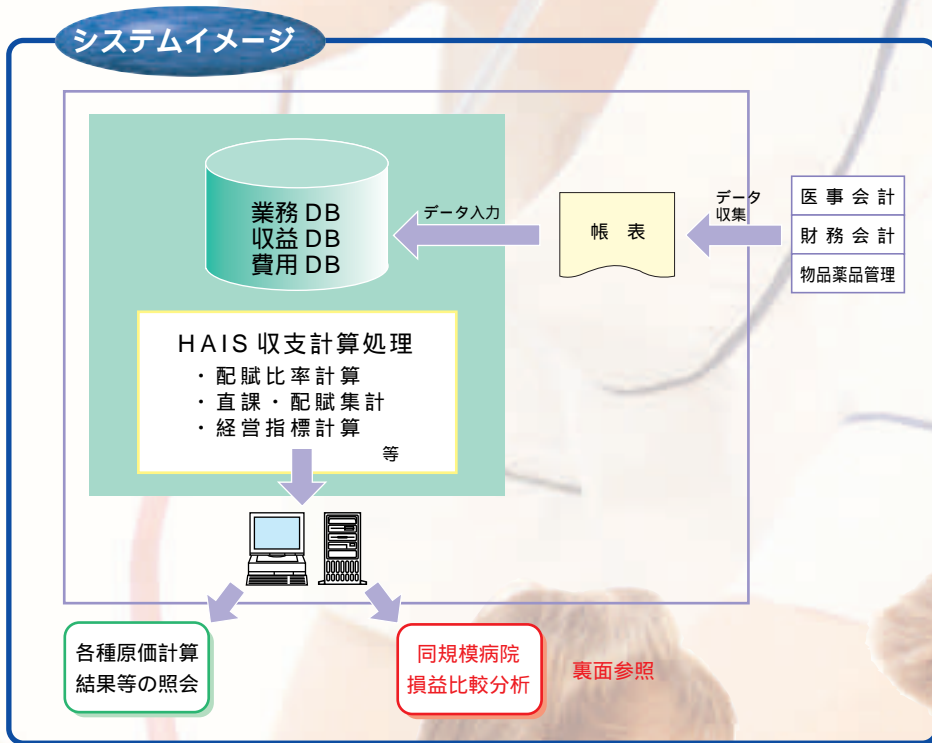 システムイメージ
業務DB
収益DB
費用DB
データ入力
帳 表
データ
収集
医 事 会 計
財 務 会 計
物品薬品管理
HAIS 収支計算処理
・配賦比率計算
・直課・配賦集計
・経営指標計算
等
各種原価計算
結果等の照会
同規模病院
損益比較分析
裏面参照